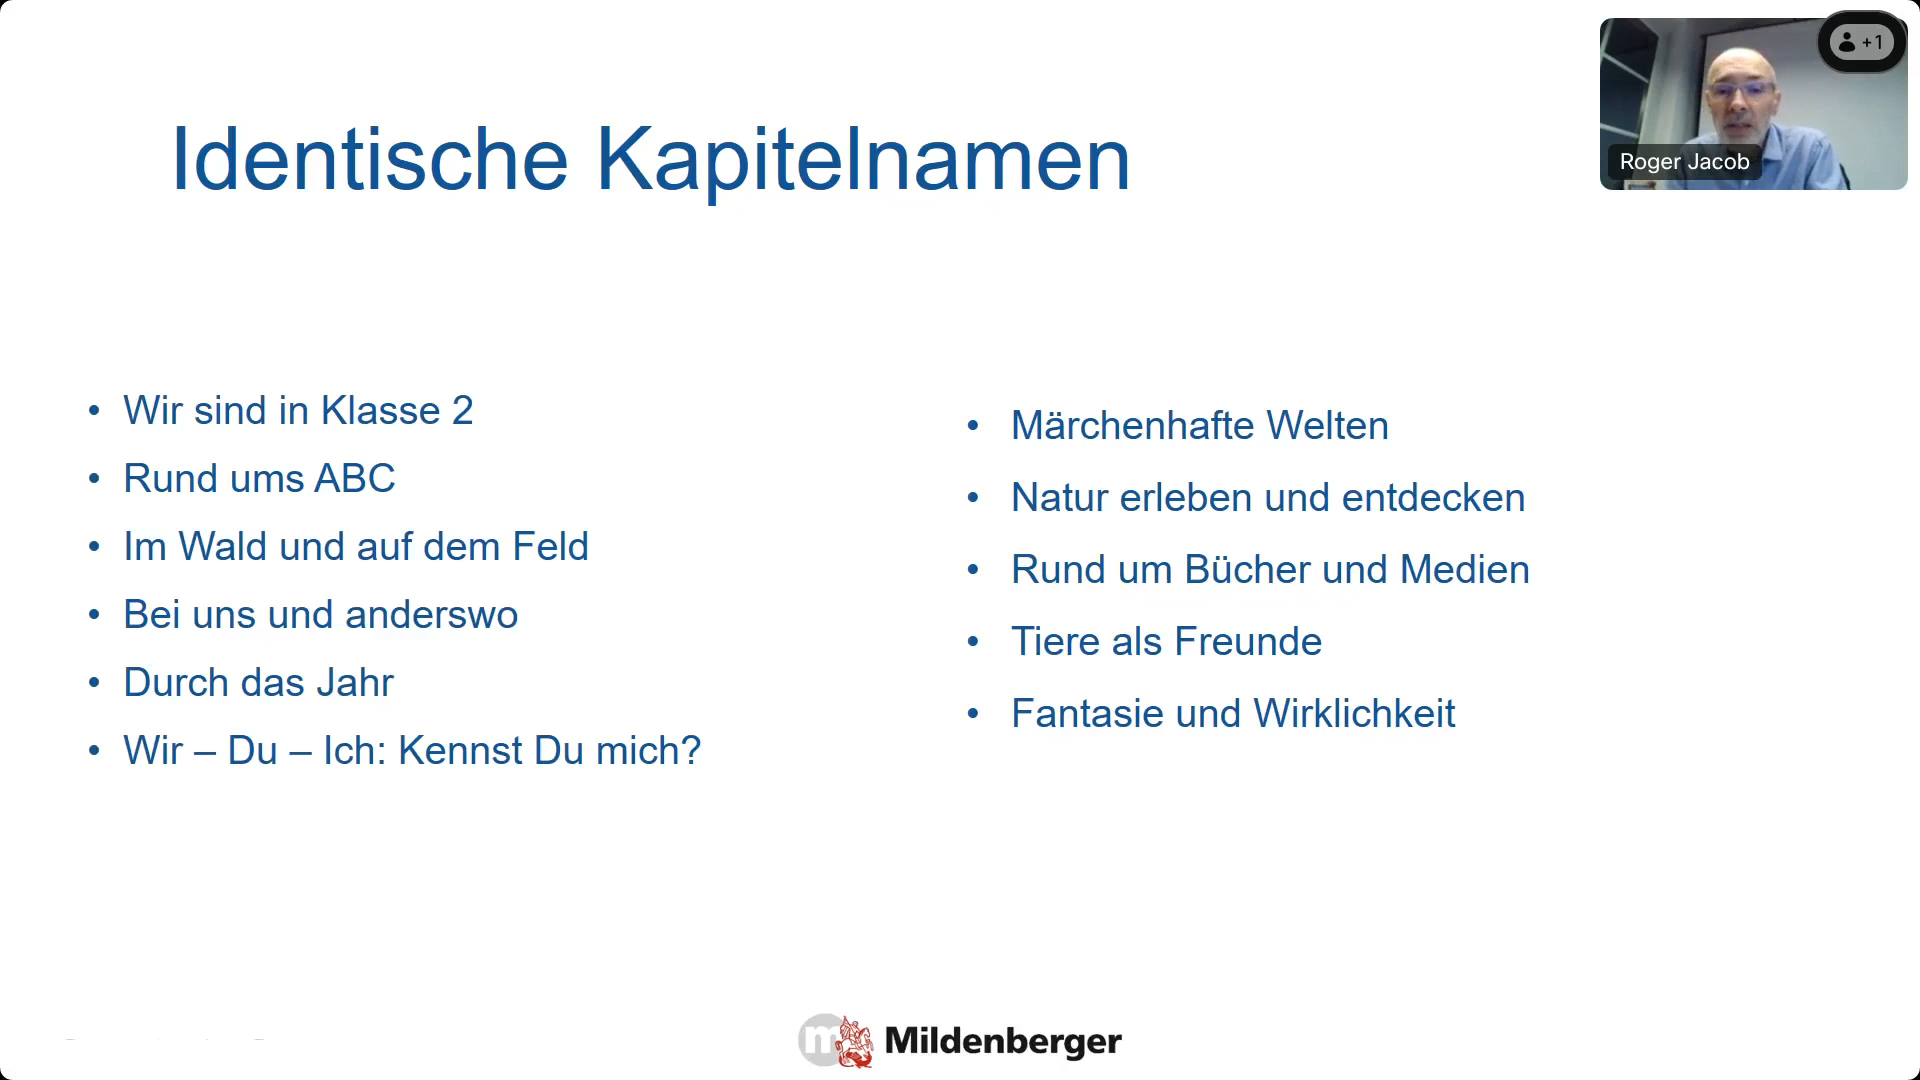 Identische Kapitelnamen
+1
Roger Jacob
• Wir sind in Klasse 2
• Rund ums ABC
• Im Wald und auf dem Feld
• Bei uns und anderswo
• Durch das Jahr
• Wir – Du – Ich: Kennst Du mich?
• Märchenhafte Welten
• Natur erleben und entdecken
• Rund um Bücher und Medien
• Tiere als Freunde
• Fantasie und Wirklichkeit
m Mildenberger